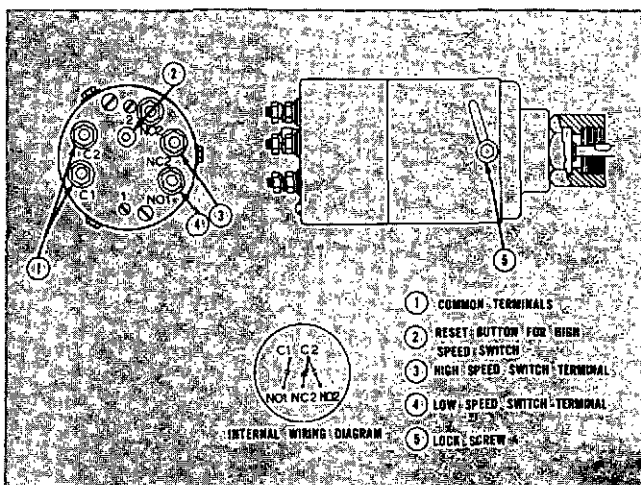 2
2
NO2
C2
NC2
C1
NO1
1
1
4
3
5
1 COMMON TERMINALS
2 RESET BUTTON FOR HIGH
SPEED SWITCH
3 HIGH SPEED SWITCH TERMINAL
4 LOW SPEED SWITCH TERMINAL
5 LOCK SCREW
C1 C2
NO1 NC2 NO2
INTERNAL WIRING DIAGRAM